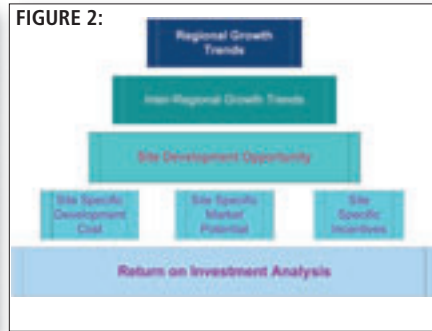 FIGURE 2:
Regional Growth
Trends
Inter-Regional Growth Trends
Site Development Opportunity
Site Specific
Development
Cost
Site Specific
Market
Potential
Site
Specific
Incentives
Return on Investment Analysis